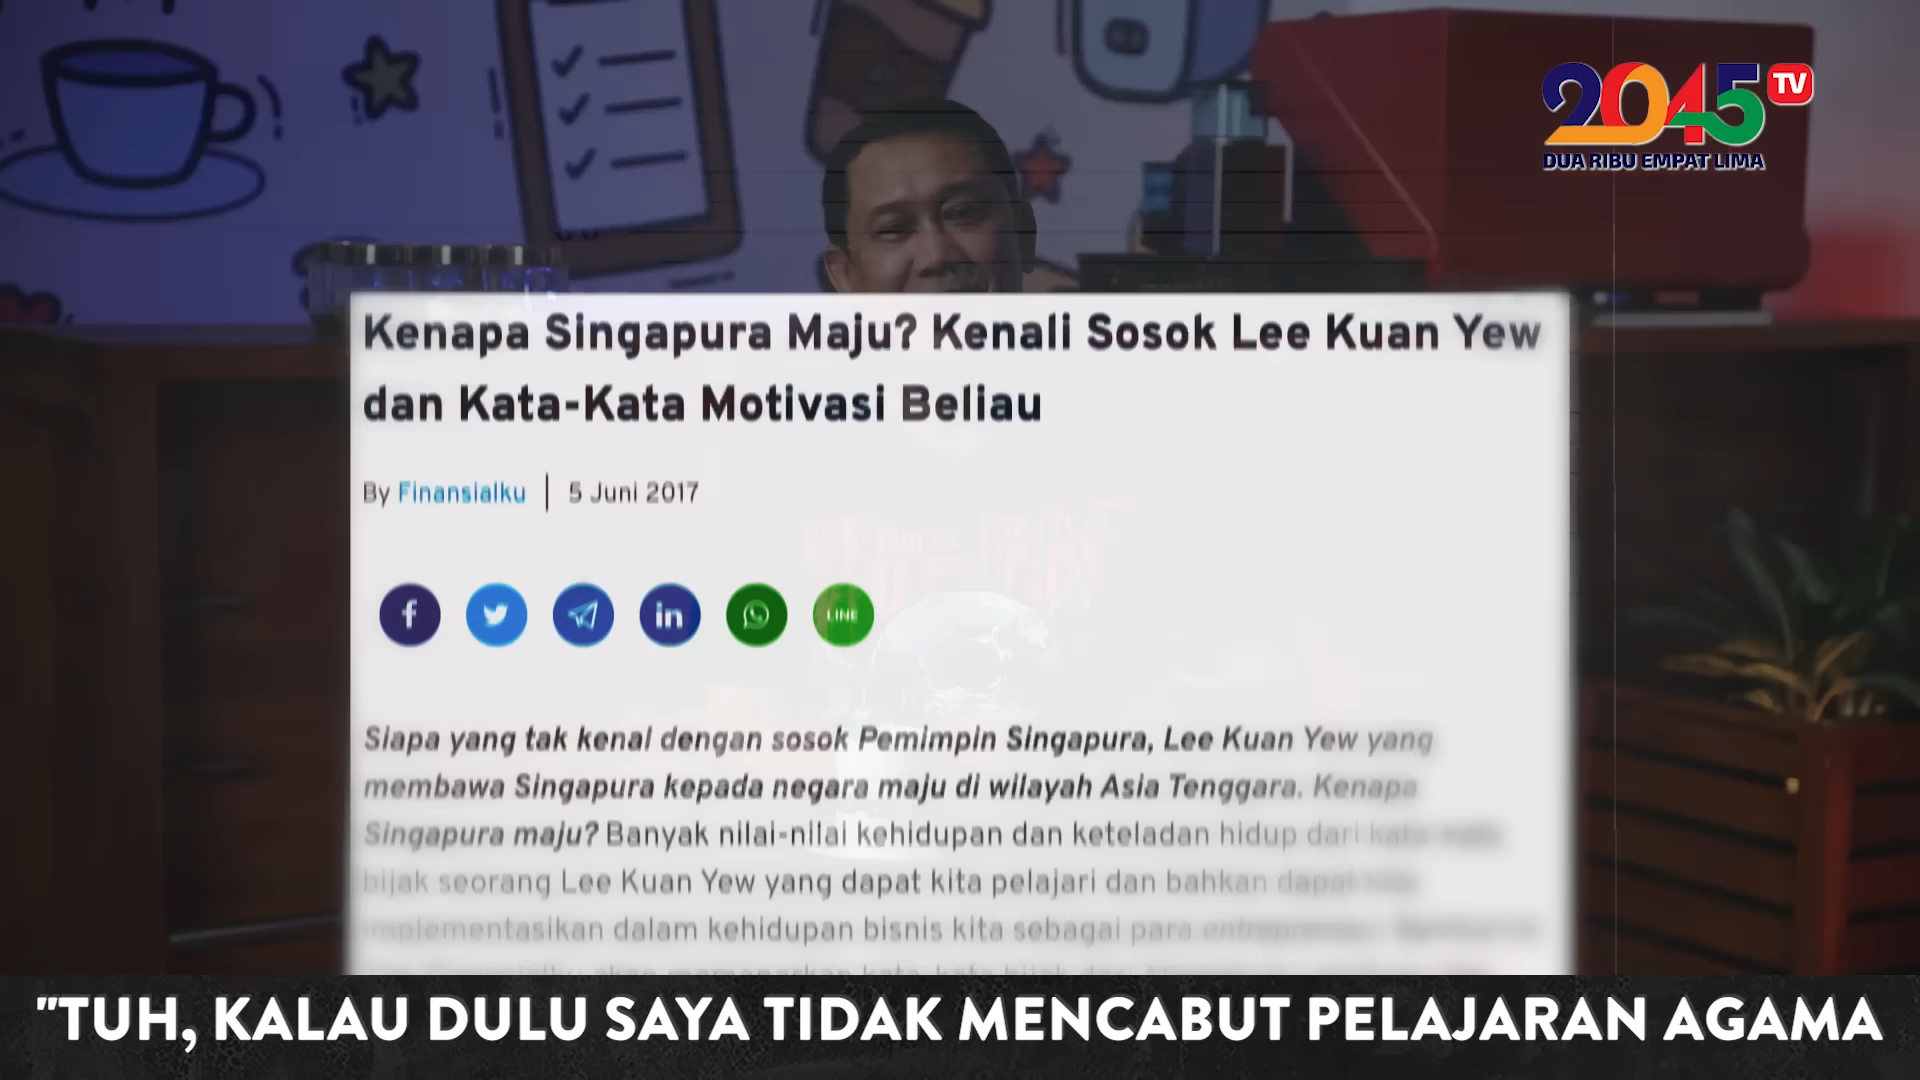 2045 TV
DUA RIBU EMPAT LIMA
Kenapa Singapura Maju? Kenali Sosok Lee Kuan Yew
dan Kata-Kata Motivasi Beliau
By Finansialku | 5 Juni 2017
f in LINE
Siapa yang tak kenal dengan sosok Pemimpin Singapura, Lee Kuan Yew yang
membawa Singapura kepada negara maju di wilayah Asia Tenggara. Kenapa
Singapura maju? Banyak nilai-nilai kehidupan dan keteladan hidup dari
bijak seorang Lee Kuan Yew yang dapat kita pelajari dan bahkan dapat
implementasikan dalam kehidupan bisnis kita sebagai para
"TUH, KALAU DULU SAYA TIDAK MENCABUT PELAJARAN AGAMA